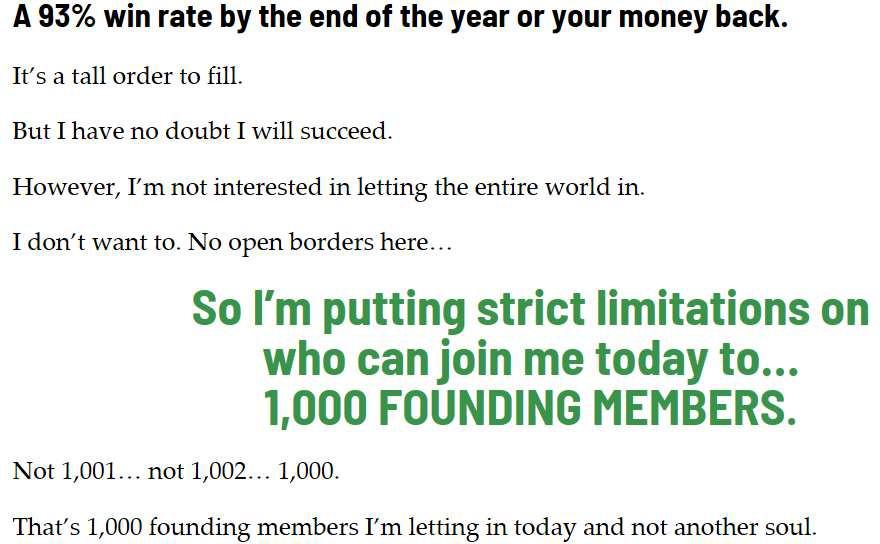 A 93% win rate by the end of the year or your money back.
It’s a tall order to fill.
But I have no doubt I will succeed.
However, I’m not interested in letting the entire world in.
I don’t want to. No open borders here…
So I’m putting strict limitations on
who can join me today to…
1,000 FOUNDING MEMBERS.
Not 1,001… not 1,002… 1,000.
That’s 1,000 founding members I’m letting in today and not another soul.